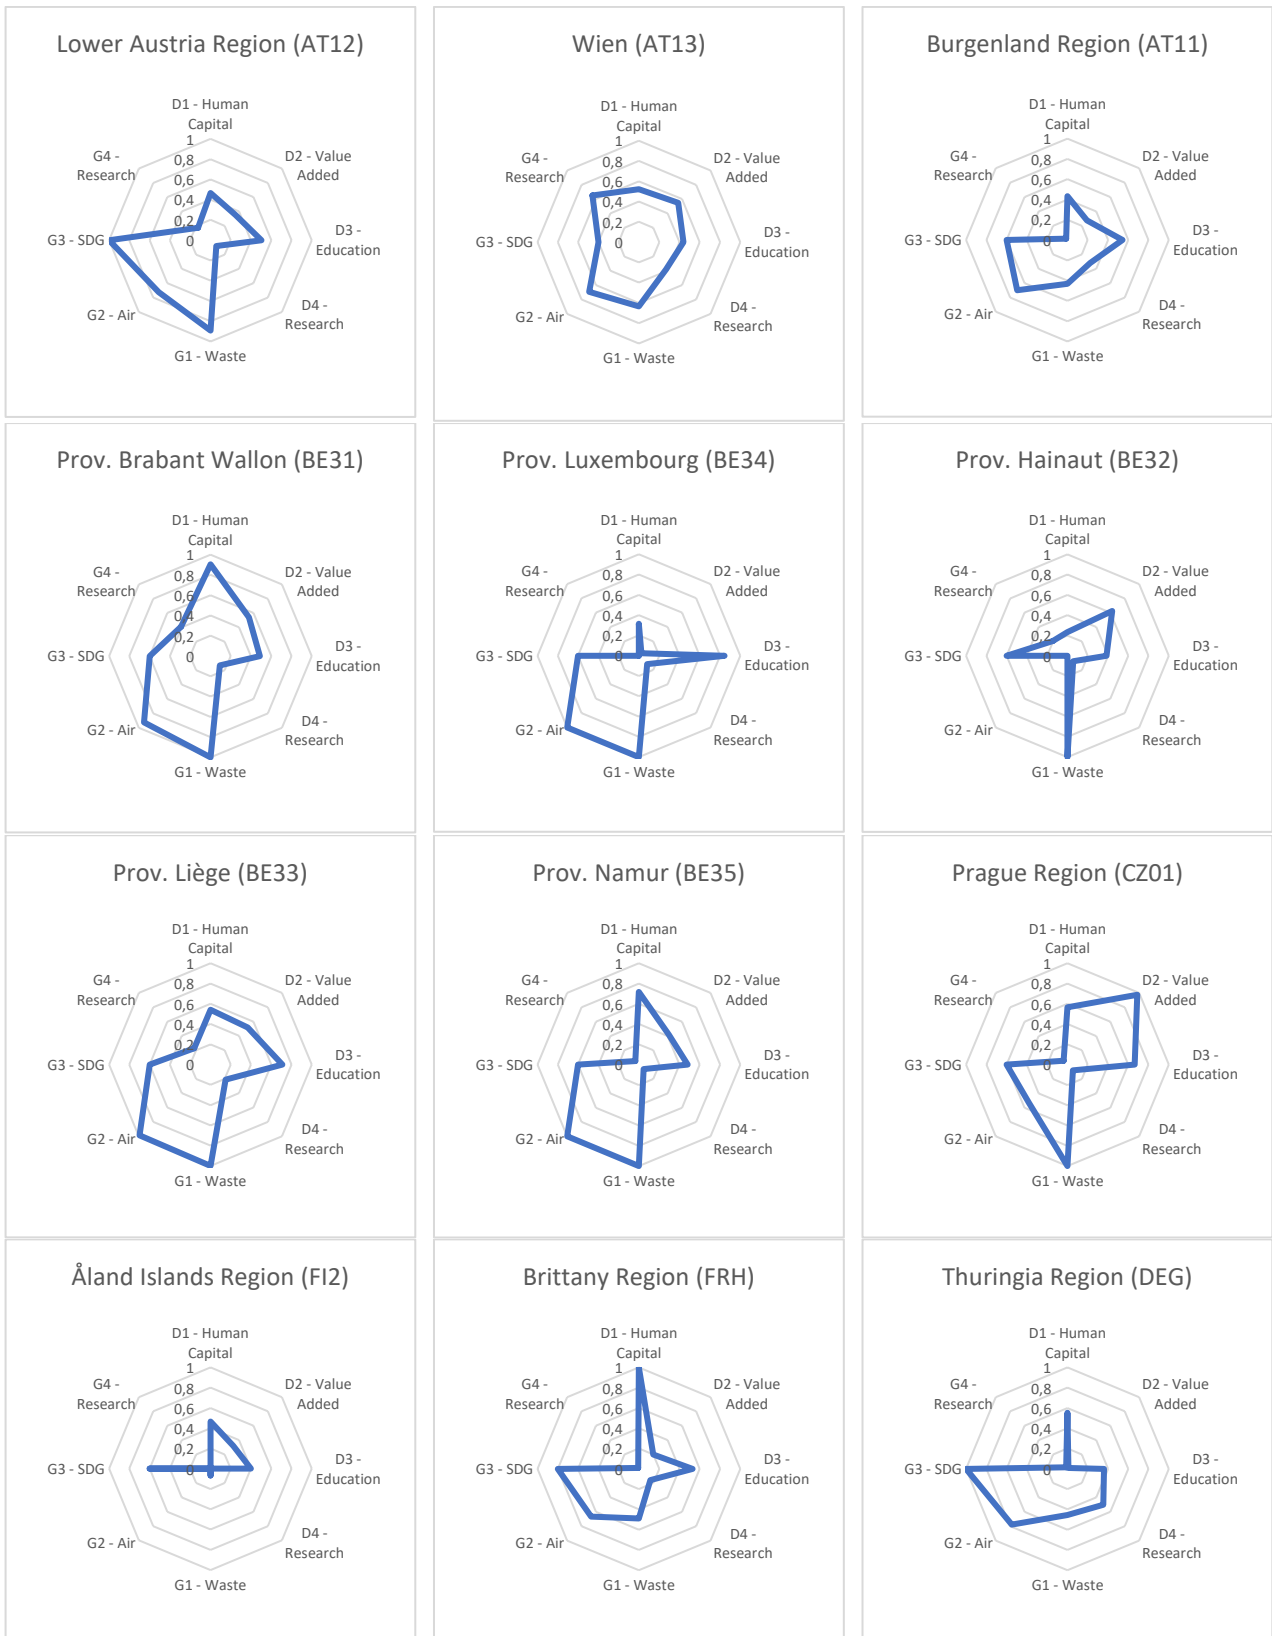 Lower Austria Region (AT12)
D1 - Human
Capital
D2 - Value
Added
D3 -
Education
D4 -
Research
G1 - Waste
G2 - Air
G3 - SDG
G4 -
Research
1
0,8
0,6
0,4
0,2
0
Wien (AT13)
D1 - Human
Capital
D2 - Value
Added
D3 -
Education
D4 -
Research
G1 - Waste
G2 - Air
G3 - SDG
G4 -
Research
1
0,8
0,6
0,4
0,2
0
Burgenland Region (AT11)
D1 - Human
Capital
D2 - Value
Added
D3 -
Education
D4 -
Research
G1 - Waste
G2 - Air
G3 - SDG
G4 -
Research
1
0,8
0,6
0,4
0,2
0
Prov. Brabant Wallon (BE31)
D1 - Human
Capital
D2 - Value
Added
D3 -
Education
D4 -
Research
G1 - Waste
G2 - Air
G3 - SDG
G4 -
Research
1
0,8
0,6
0,4
0,2
0
Prov. Luxembourg (BE34)
D1 - Human
Capital
D2 - Value
Added
D3 -
Education
D4 -
Research
G1 - Waste
G2 - Air
G3 - SDG
G4 -
Research
1
0,8
0,6
0,4
0,2
0
Prov. Hainaut (BE32)
D1 - Human
Capital
D2 - Value
Added
D3 -
Education
D4 -
Research
G1 - Waste
G2 - Air
G3 - SDG
G4 -
Research
1
0,8
0,6
0,4
0,2
0
Prov. Liège (BE33)
D1 - Human
Capital
D2 - Value
Added
D3 -
Education
D4 -
Research
G1 - Waste
G2 - Air
G3 - SDG
G4 -
Research
1
0,8
0,6
0,4
0,2
0
Prov. Namur (BE35)
D1 - Human
Capital
D2 - Value
Added
D3 -
Education
D4 -
Research
G1 - Waste
G2 - Air
G3 - SDG
G4 -
Research
1
0,8
0,6
0,4
0,2
0
Prague Region (CZ01)
D1 - Human
Capital
D2 - Value
Added
D3 -
Education
D4 -
Research
G1 - Waste
G2 - Air
G3 - SDG
G4 -
Research
1
0,8
0,6
0,4
0,2
0
Åland Islands Region (FI2)
D1 - Human
Capital
D2 - Value
Added
D3 -
Education
D4 -
Research
G1 - Waste
G2 - Air
G3 - SDG
G4 -
Research
1
0,8
0,6
0,4
0,2
0
Brittany Region (FRH)
D1 - Human
Capital
D2 - Value
Added
D3 -
Education
D4 -
Research
G1 - Waste
G2 - Air
G3 - SDG
G4 -
Research
1
0,8
0,6
0,4
0,2
0
Thuringia Region (DEG)
D1 - Human
Capital
D2 - Value
Added
D3 -
Education
D4 -
Research
G1 - Waste
G2 - Air
G3 - SDG
G4 -
Research
1
0,8
0,6
0,4
0,2
0